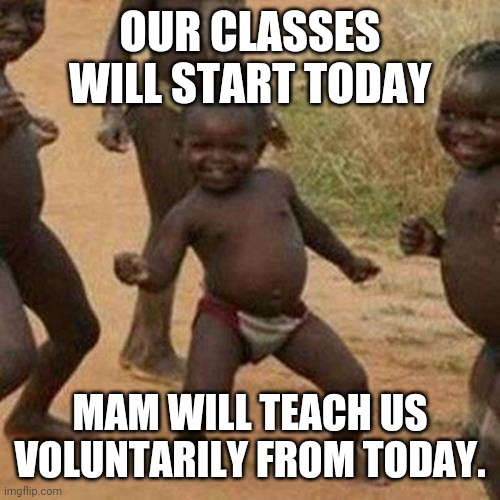 OUR CLASSES
WILL START TODAY
MAM WILL TEACH US
VOLUNTARILY FROM TODAY.
imgflip.com